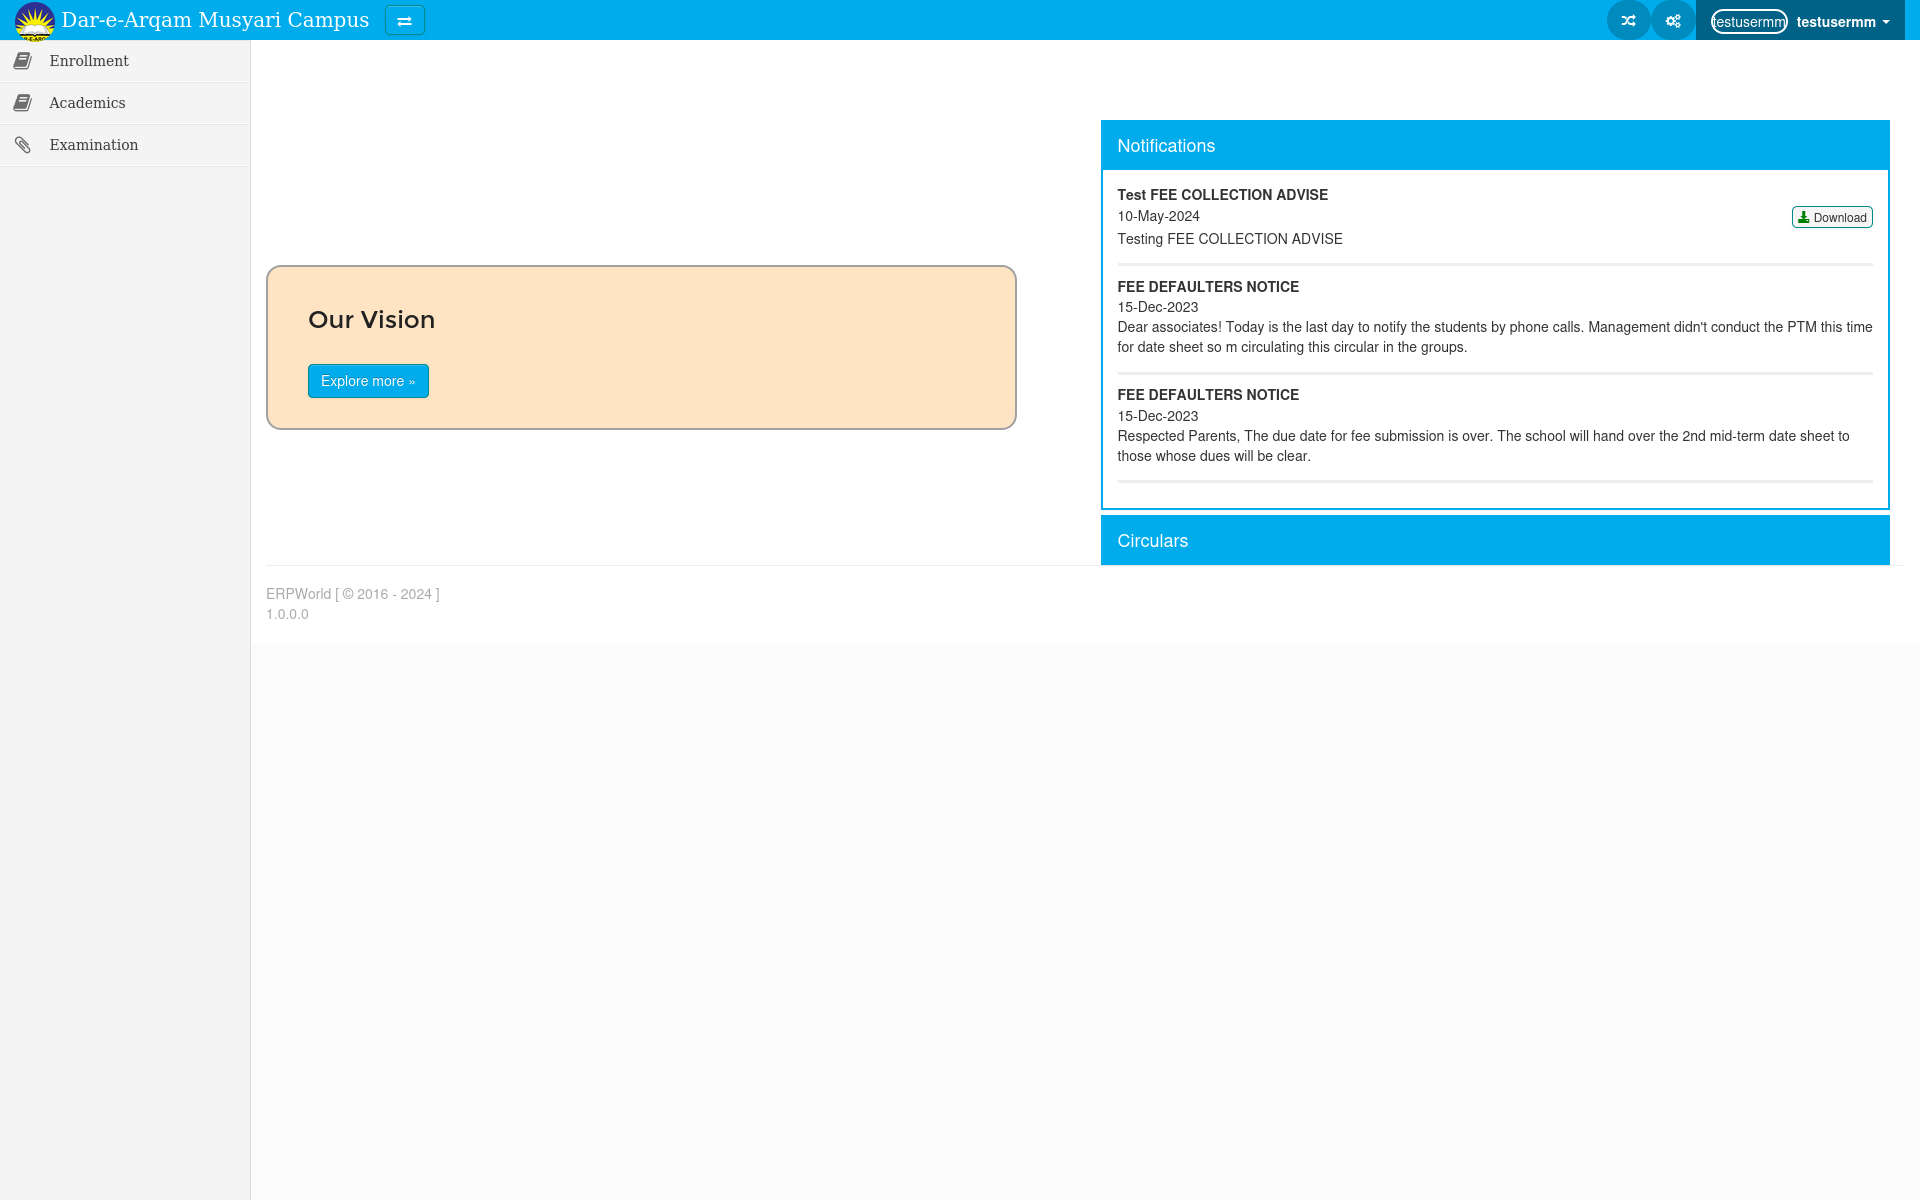 Dar-e-Arqam Musyari Campus
testusermm testusermm
Enrollment
Academics
Examination
Our Vision
Explore more »
Notifications
Test FEE COLLECTION ADVISE
10-May-2024
Download
Testing FEE COLLECTION ADVISE
FEE DEFAULTERS NOTICE
15-Dec-2023
Dear associates! Today is the last day to notify the students by phone calls. Management didn't conduct the PTM this time
for date sheet so m circulating this circular in the groups.
FEE DEFAULTERS NOTICE
15-Dec-2023
Respected Parents, The due date for fee submission is over. The school will hand over the 2nd mid-term date sheet to
those whose dues will be clear.
Circulars
ERPWorld [ © 2016 - 2024 ]
1.0.0.0